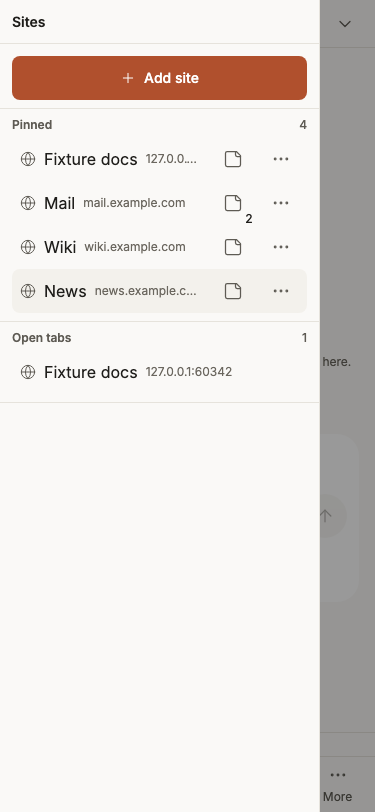 Sites
Add site
Pinned 4
Fixture docs 127.0.0.…
Mail mail.example.com
2
Wiki wiki.example.com
News news.example.c…
Open tabs 1
Fixture docs 127.0.0.1:60342
here.
More